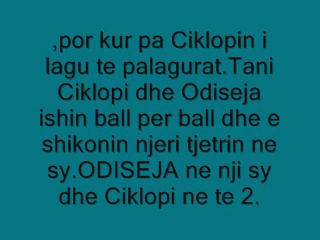 ,por kur pa Ciklopin i
lagu te palagurat.Tani
Ciklopi dhe Odiseja
ishin ball per ball dhe e
shikonin njeri tjetrin ne
sy.ODISEJA ne nji sy
dhe Ciklopi ne te 2.